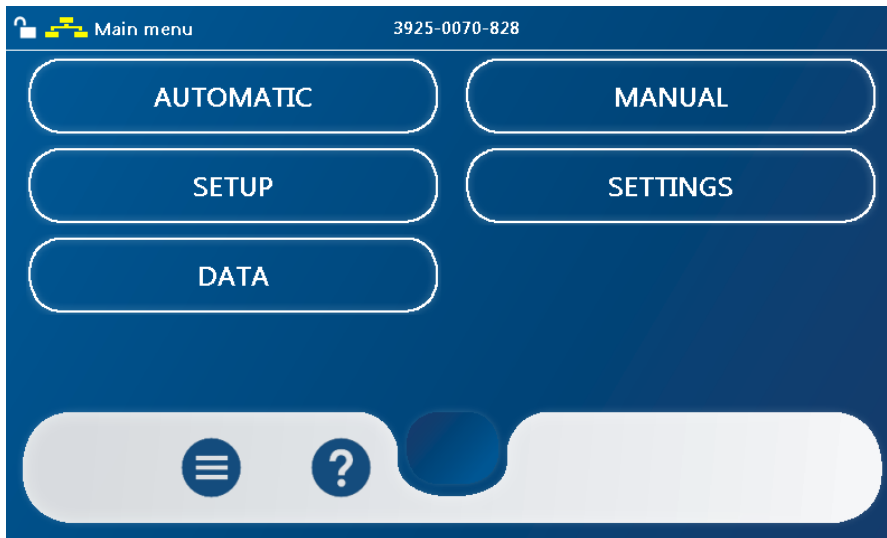 Main menu 3925-0070-828
AUTOMATIC MANUAL
SETUP SETTINGS
DATA
?